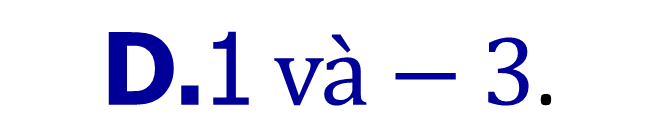 D.1 và − 3.